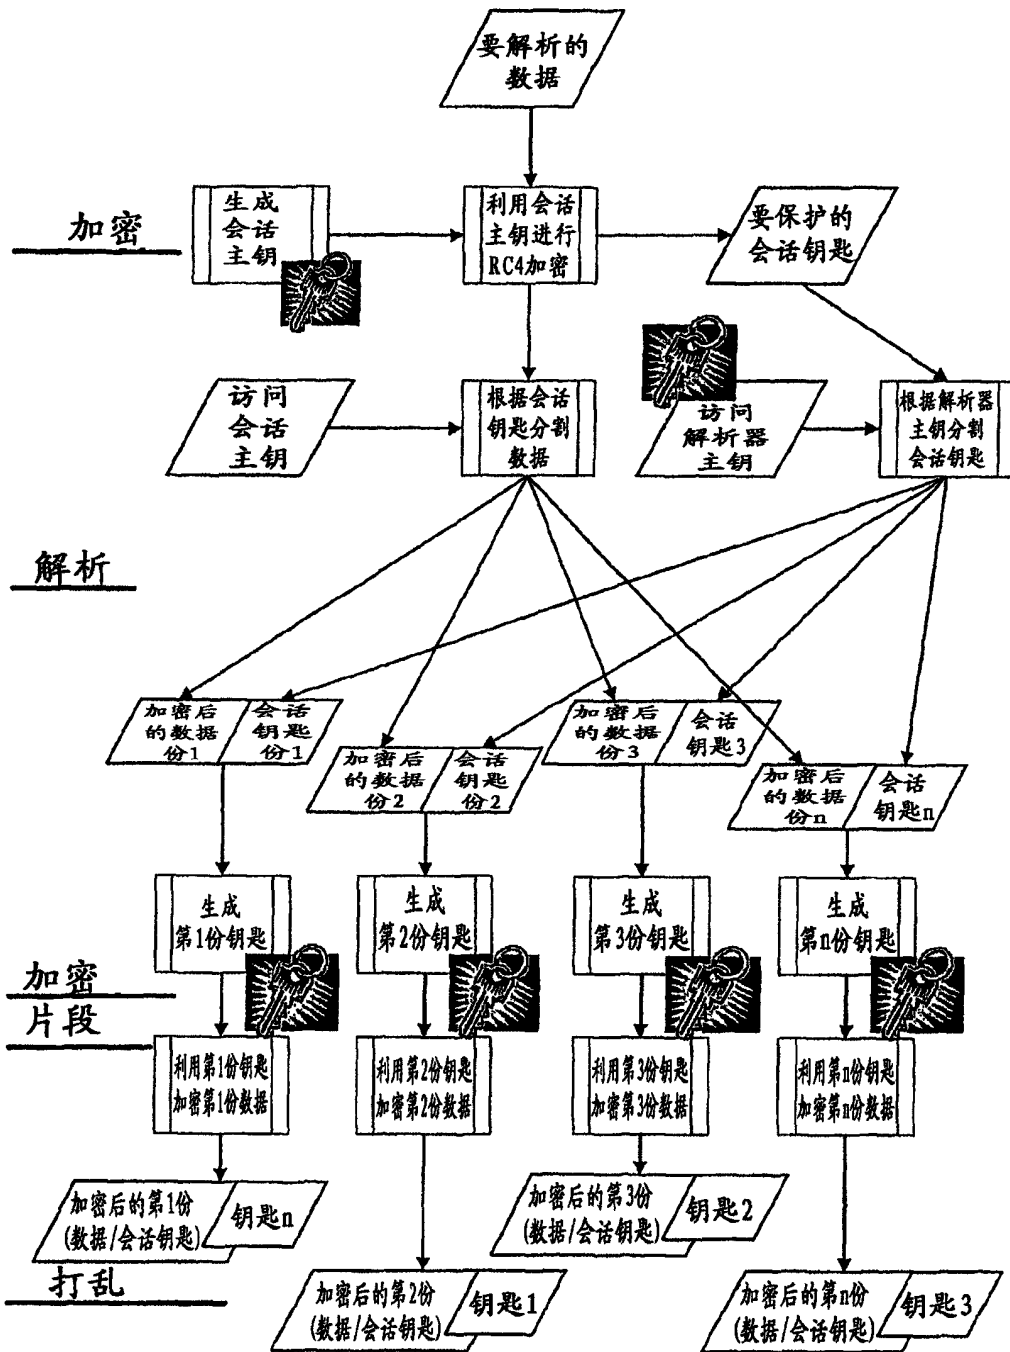 要解析的
数据
加密
生成
会话
主钥
利用会话
主钥进行
RC4加密
要保护的
会话钥匙
访问
会话
主钥
根据会话
钥匙分割
数据
访问
解析器
主钥
根据解析器
主钥分割
会话钥匙
解析
加密后
的数据
份1
会话
钥匙
份1
加密后
的数据
份2
会话
钥匙
份2
加密后
的数据
份3
会话
钥匙3
加密后
的数据
份n
会话
钥匙n
生成
第1份钥匙
生成
第2份钥匙
生成
第3份钥匙
生成
第n份钥匙
加密
片段
利用第1份钥匙
加密第1份数据
利用第2份钥匙
加密第2份数据
利用第3份钥匙
加密第3份数据
利用第n份钥匙
加密第n份数据
加密后的第1份
(数据/会话钥匙)
钥匙n
加密后的第3份
(数据/会话钥匙)
钥匙2
打乱
加密后的第2份
(数据/会话钥匙)
钥匙1
加密后的第n份
(数据/会话钥匙)
钥匙3